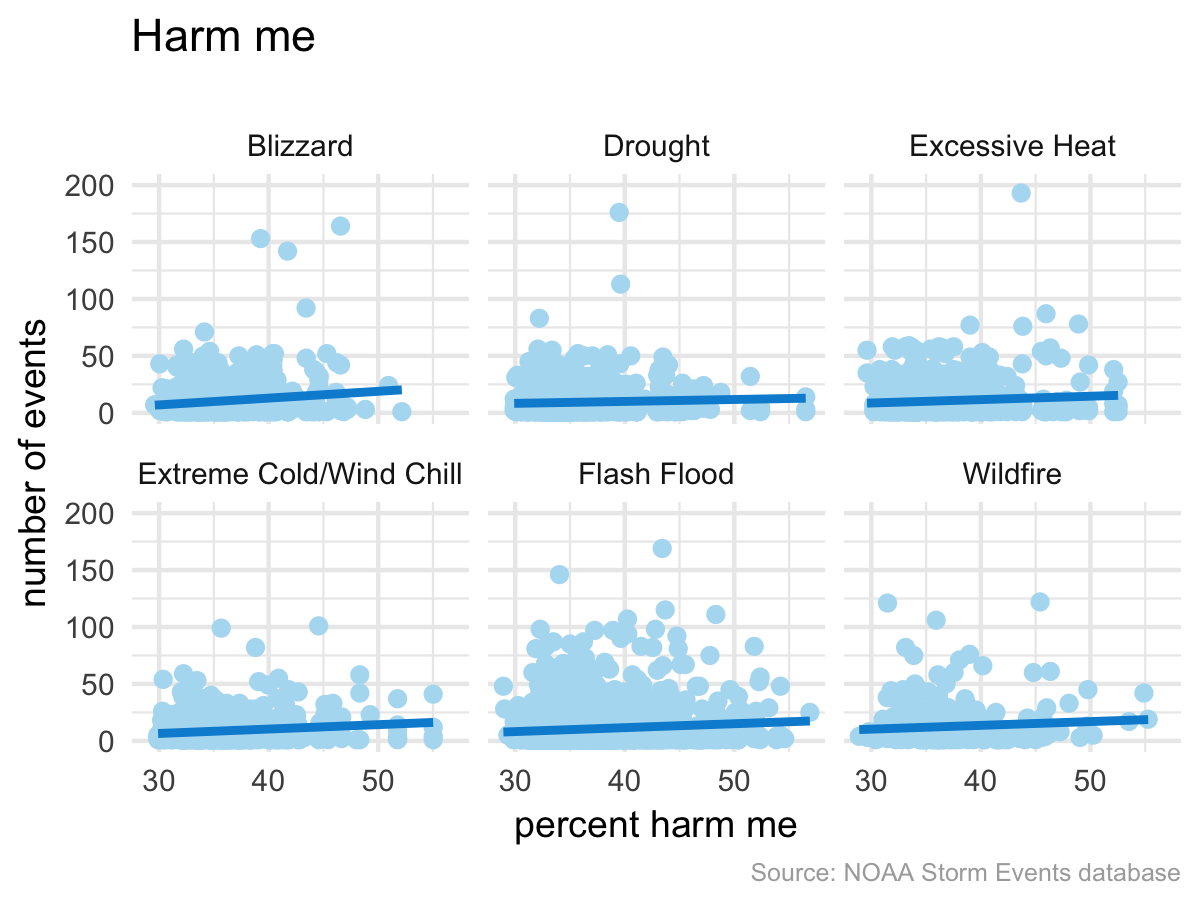 Harm me
Blizzard Drought Excessive Heat
200
150
100
50
0
number of events
Extreme Cold/Wind Chill Flash Flood Wildfire
200
150
100
50
0
30 40 50 30 40 50 30 40 50
percent harm me
Source: NOAA Storm Events database